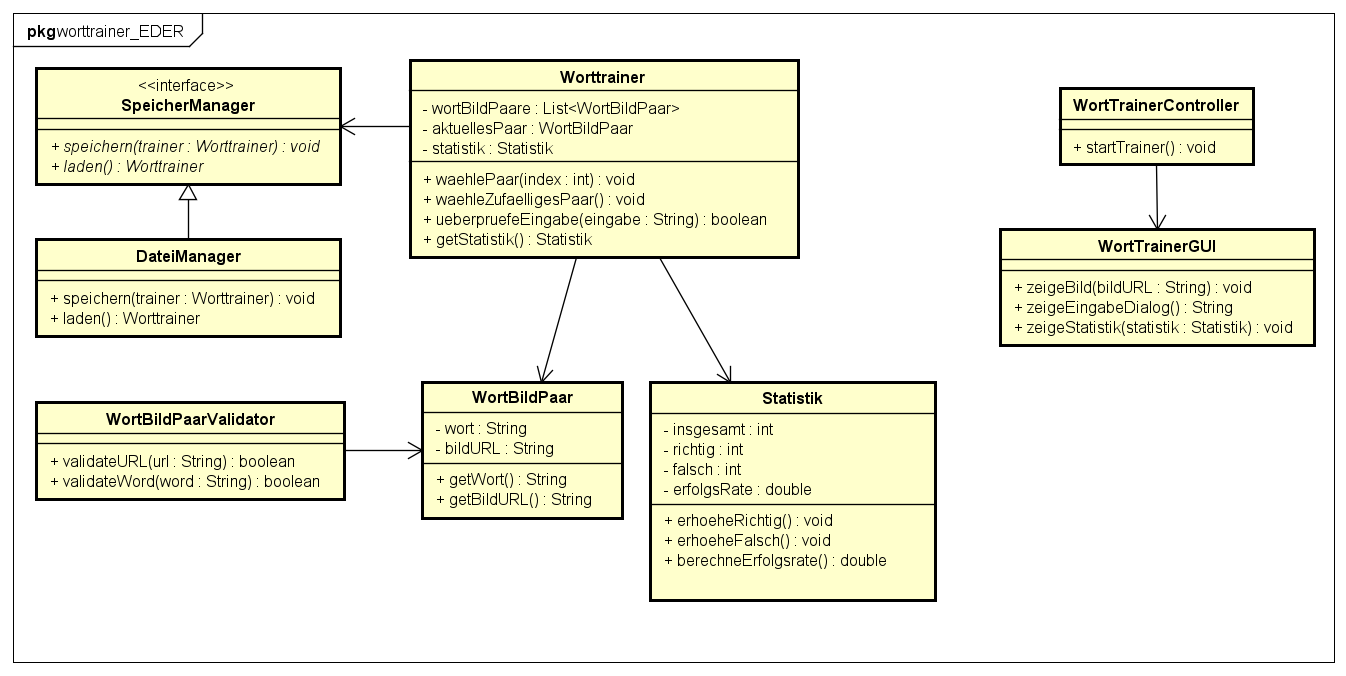 pkg worttrainer_EDER
<<interface>>
SpeicherManager
+ speichern(trainer : Worttrainer) : void
+ laden() : Worttrainer
Worttrainer
- wortBildPaare : List<WortBildPaar>
- aktuellesPaar : WortBildPaar
- statistik : Statistik
+ waehlePaar(index : int) : void
+ waehleZufaelligesPaar() : void
+ ueberpruefeEingabe(eingabe : String) : boolean
+ getStatistik() : Statistik
WortTrainerController
+ startTrainer() : void
DateiManager
+ speichern(trainer : Worttrainer) : void
+ laden() : Worttrainer
WortTrainerGUI
+ zeigeBild(bildURL : String) : void
+ zeigeEingabeDialog() : String
+ zeigeStatistik(statistik : Statistik) : void
WortBildPaarValidator
+ validateURL(url : String) : boolean
+ validateWord(word : String) : boolean
WortBildPaar
- wort : String
- bildURL : String
+ getWort() : String
+ getBildURL() : String
Statistik
- insgesamt : int
- richtig : int
- falsch : int
- erfolgsRate : double
+ erhoeheRichtig() : void
+ erhoeheFalsch() : void
+ berechneErfolgsrate() : double